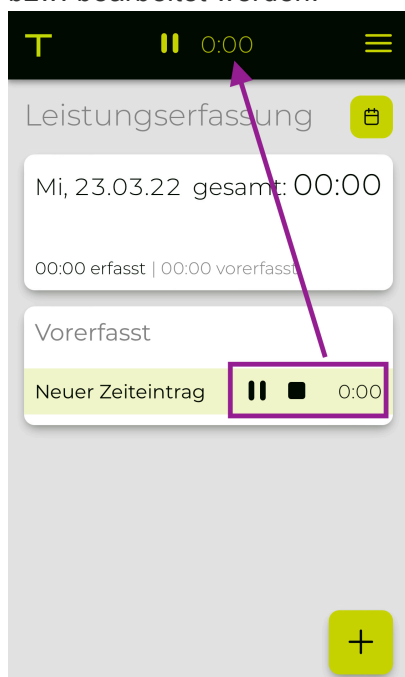 T 0:00
Leistungserfassung
Mi, 23.03.22 gesamt: 00:00
00:00 erfasst | 00:00 vorerfasst
Vorerfasst
Neuer Zeiteintrag 0:00